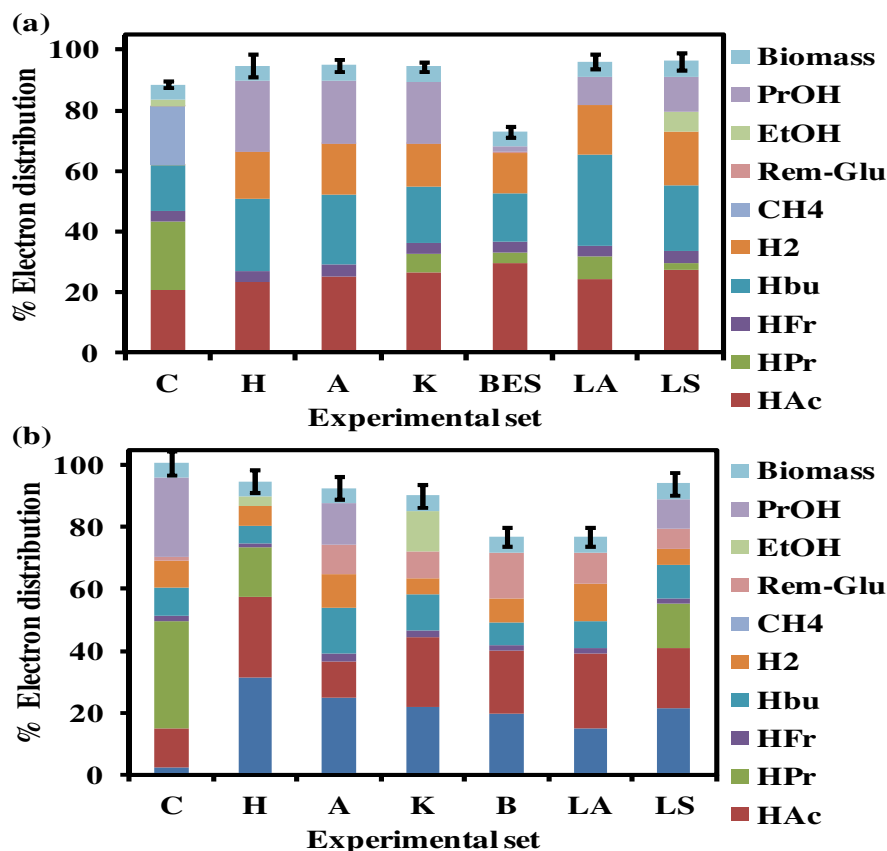 (a)
% Electron distribution
100
80
60
40
20
0
C H A K BES LA LS
Experimental set
Biomass
PrOH
EtOH
Rem-Glu
CH4
H2
Hbu
HFr
HPr
HAc
(b)
% Electron distribution
100
80
60
40
20
0
C H A K B LA LS
Experimental set
Biomass
PrOH
EtOH
Rem-Glu
CH4
H2
Hbu
HFr
HPr
HAc